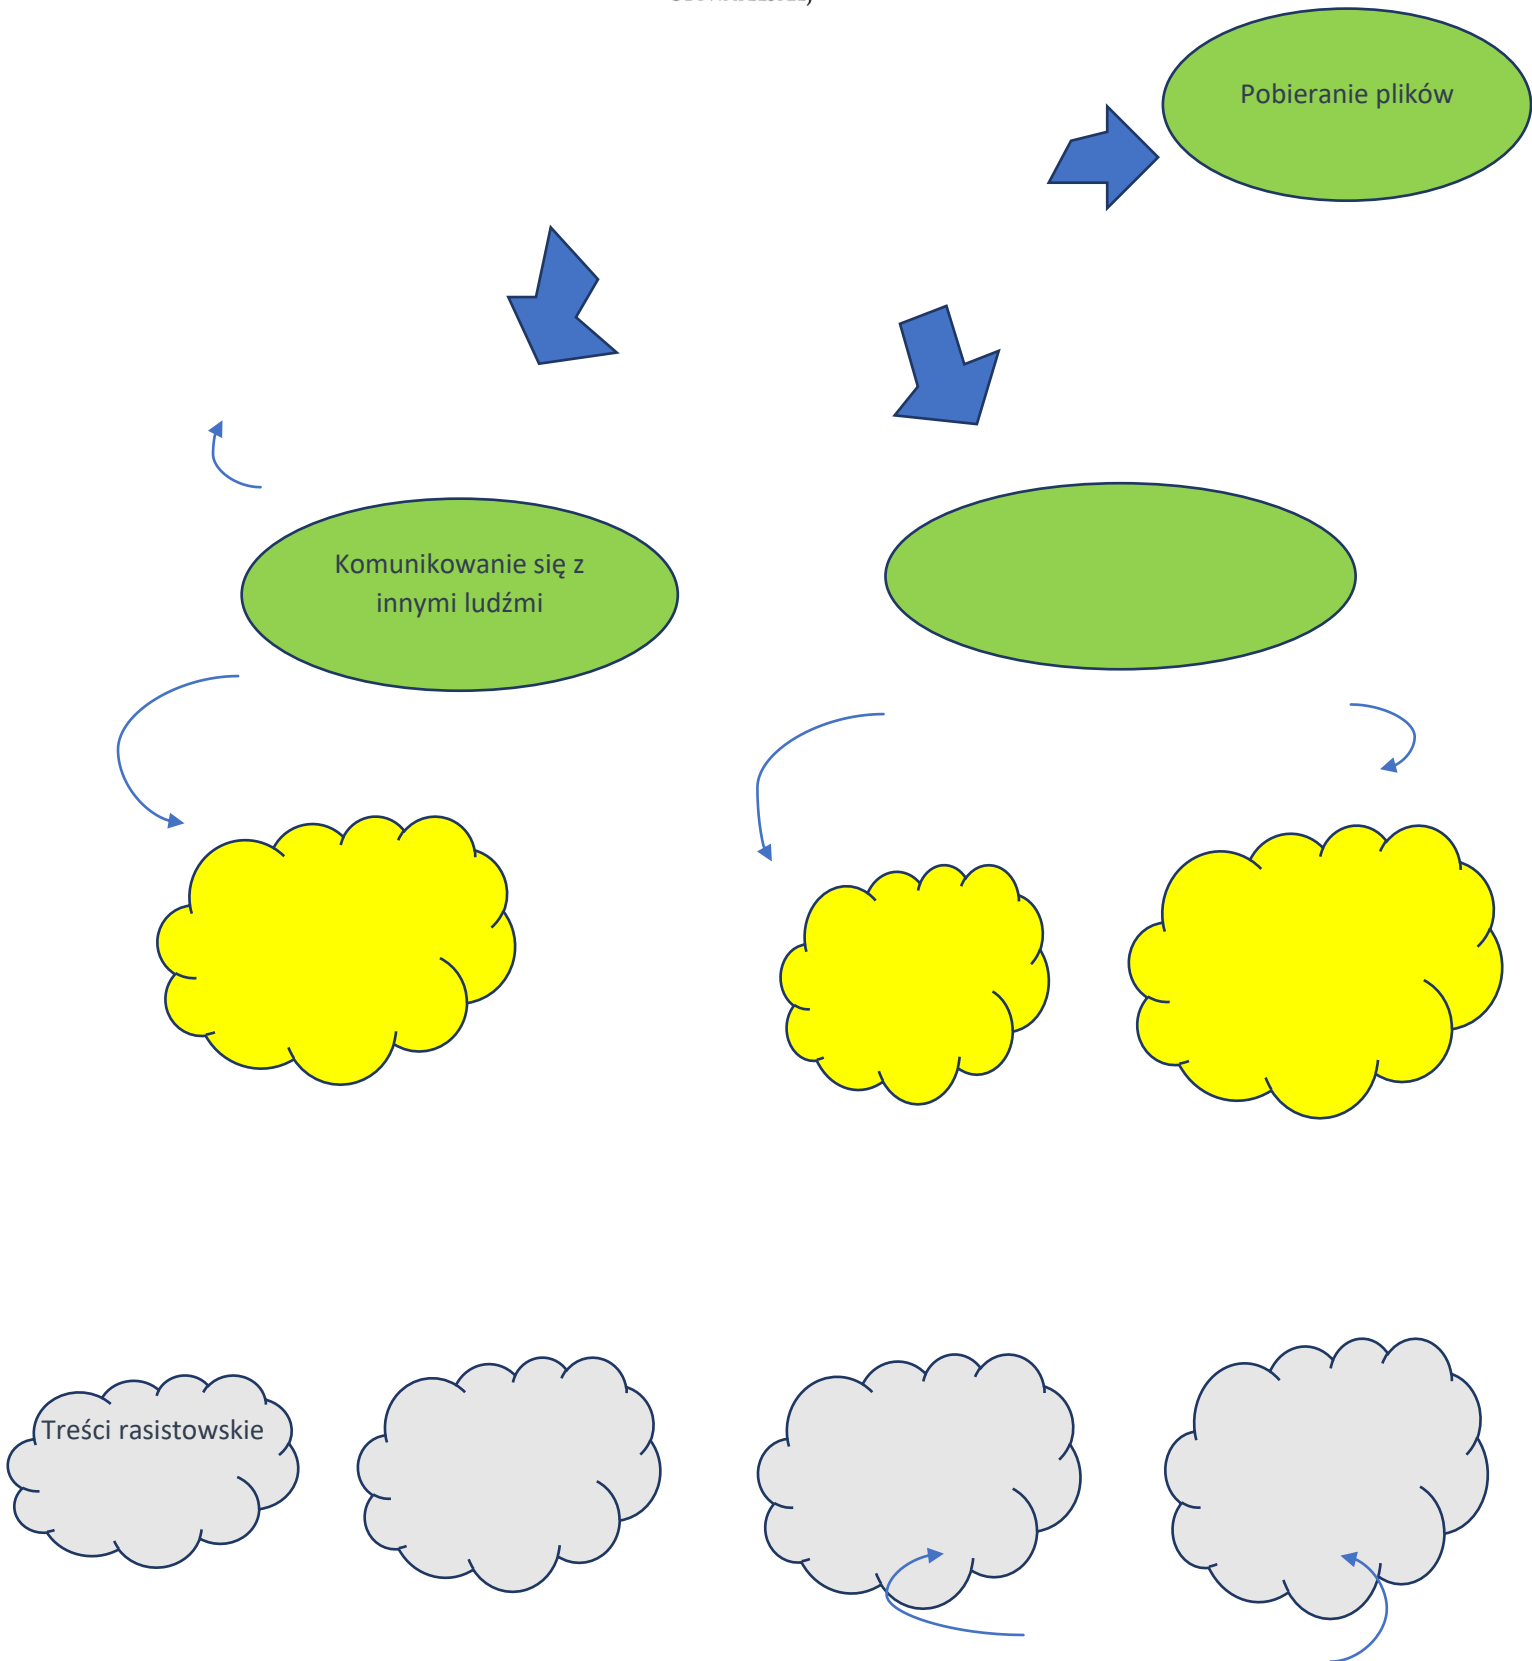 Pobieranie plików
Komunikowanie się z
innymi ludźmi
Treści rasistowskie